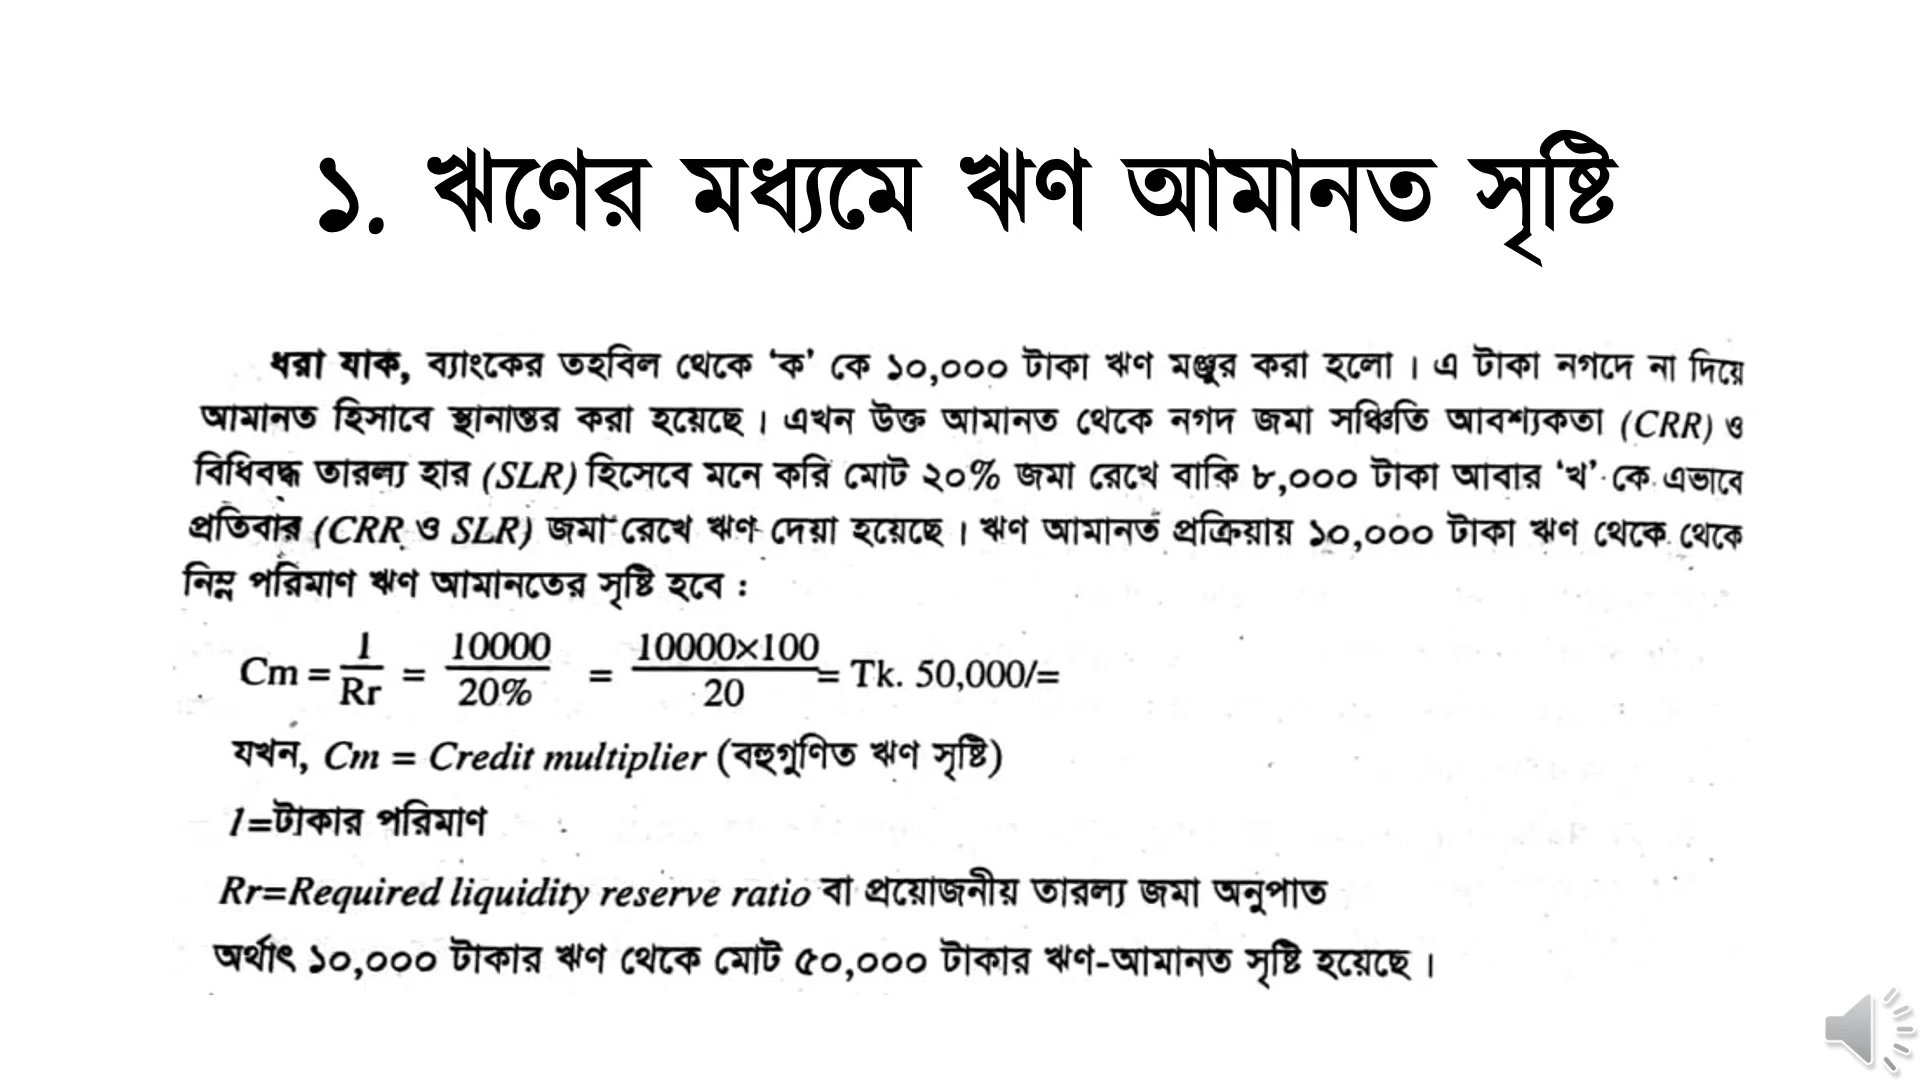 ১. ঋণের মধ্যমে ঋণ আমানত সৃষ্টি
ধরা যাক, ব্যাংকের তহবিল থেকে ‘ক’ কে ১০,০০০ টাকা ঋণ মঞ্জুর করা হলো। এ টাকা নগদে না দিয়ে
আমানত হিসাবে স্থানান্তর করা হয়েছে। এখন উক্ত আমানত থেকে নগদ জমা সঞ্চিতি আবশ্যকতা (CRR) ও
বিধিবদ্ধ তারল্য হার (SLR) হিসেবে মনে করি মোট ২০% জমা রেখে বাকি ৮,০০০ টাকা আবার ‘খ’ কে এভাবে
প্রতিবার (CRR ও SLR) জমা রেখে ঋণ দেয়া হয়েছে। ঋণ আমানত প্রক্রিয়ায় ১০,০০০ টাকা ঋণ থেকে থেকে
নিম্ন পরিমাণ ঋণ আমানতের সৃষ্টি হবে :
Cm = 1/Rr = 10000/20% = 10000×100/20 = Tk. 50,000/=
যখন, Cm = Credit multiplier (বহুগুণিত ঋণ সৃষ্টি)
1=টাকার পরিমাণ
Rr=Required liquidity reserve ratio বা প্রয়োজনীয় তারল্য জমা অনুপাত
অর্থাৎ ১০,০০০ টাকার ঋণ থেকে মোট ৫০,০০০ টাকার ঋণ-আমানত সৃষ্টি হয়েছে।